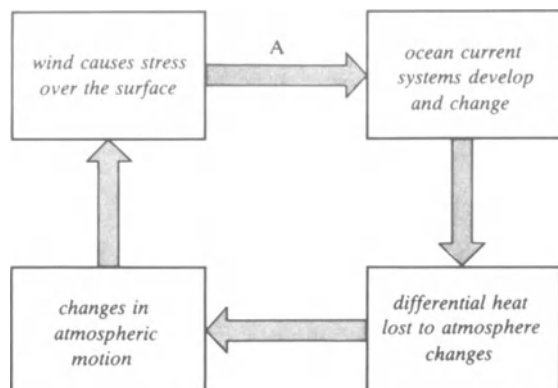 wind causes stress
over the surface
A
ocean current
systems develop
and change
changes in
atmospheric
motion
differential heat
lost to atmosphere
changes